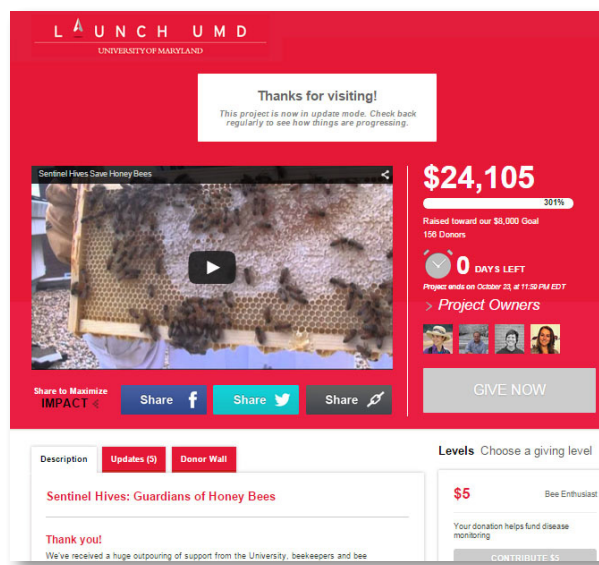 LAUNCH UMD
UNIVERSITY OF MARYLAND
Thanks for visiting!
This project is now in update mode. Check back
regularly to see how things are progressing.
Sentinel Hives Save Honey Bees
$24,105
301%
Raised toward our $8,000 Goal
156 Donors
0 DAYS LEFT
Project ends on October 23, at 11:59 PM EDT
> Project Owners
GIVE NOW
Share to Maximize
IMPACT
Share f
Share
Share
Description
Updates (5)
Donor Wall
Sentinel Hives: Guardians of Honey Bees
Thank you!
We've received a huge outpouring of support from the University, beekeepers and bee
Levels Choose a giving level
$5
Bee Enthusiast
Your donation helps fund disease
monitoring
CONTRIBUTE $5